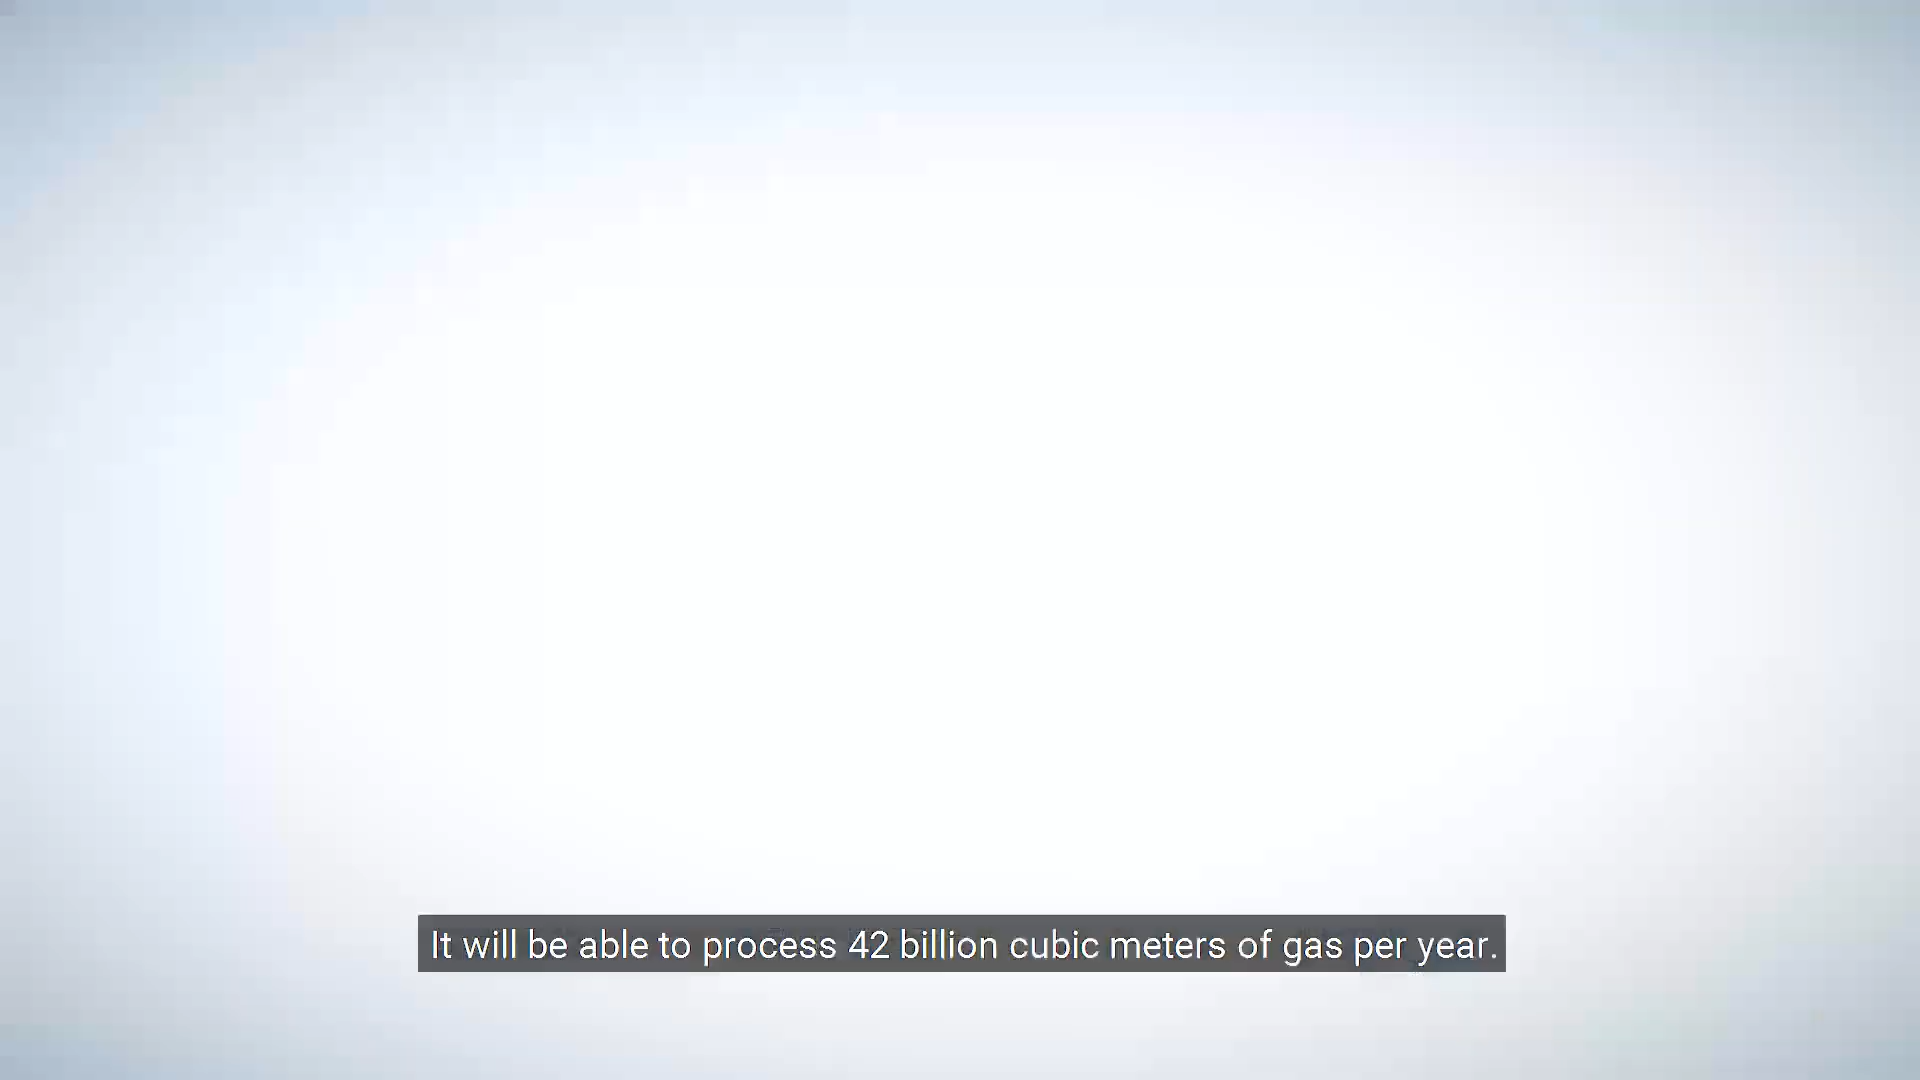 It will be able to process 42 billion cubic meters of gas per year.